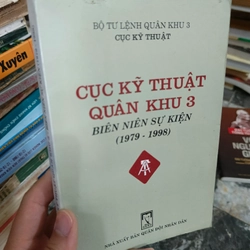 BỘ TƯ LỆNH QUÂN KHU 3
CỤC KỸ THUẬT
CỤC KỸ THUẬT
QUÂN KHU 3
BIÊN NIÊN SỰ KIỆN
(1979 - 1998)
NHÀ XUẤT BẢN QUÂN ĐỘI NHÂN DÂN
Xuyên